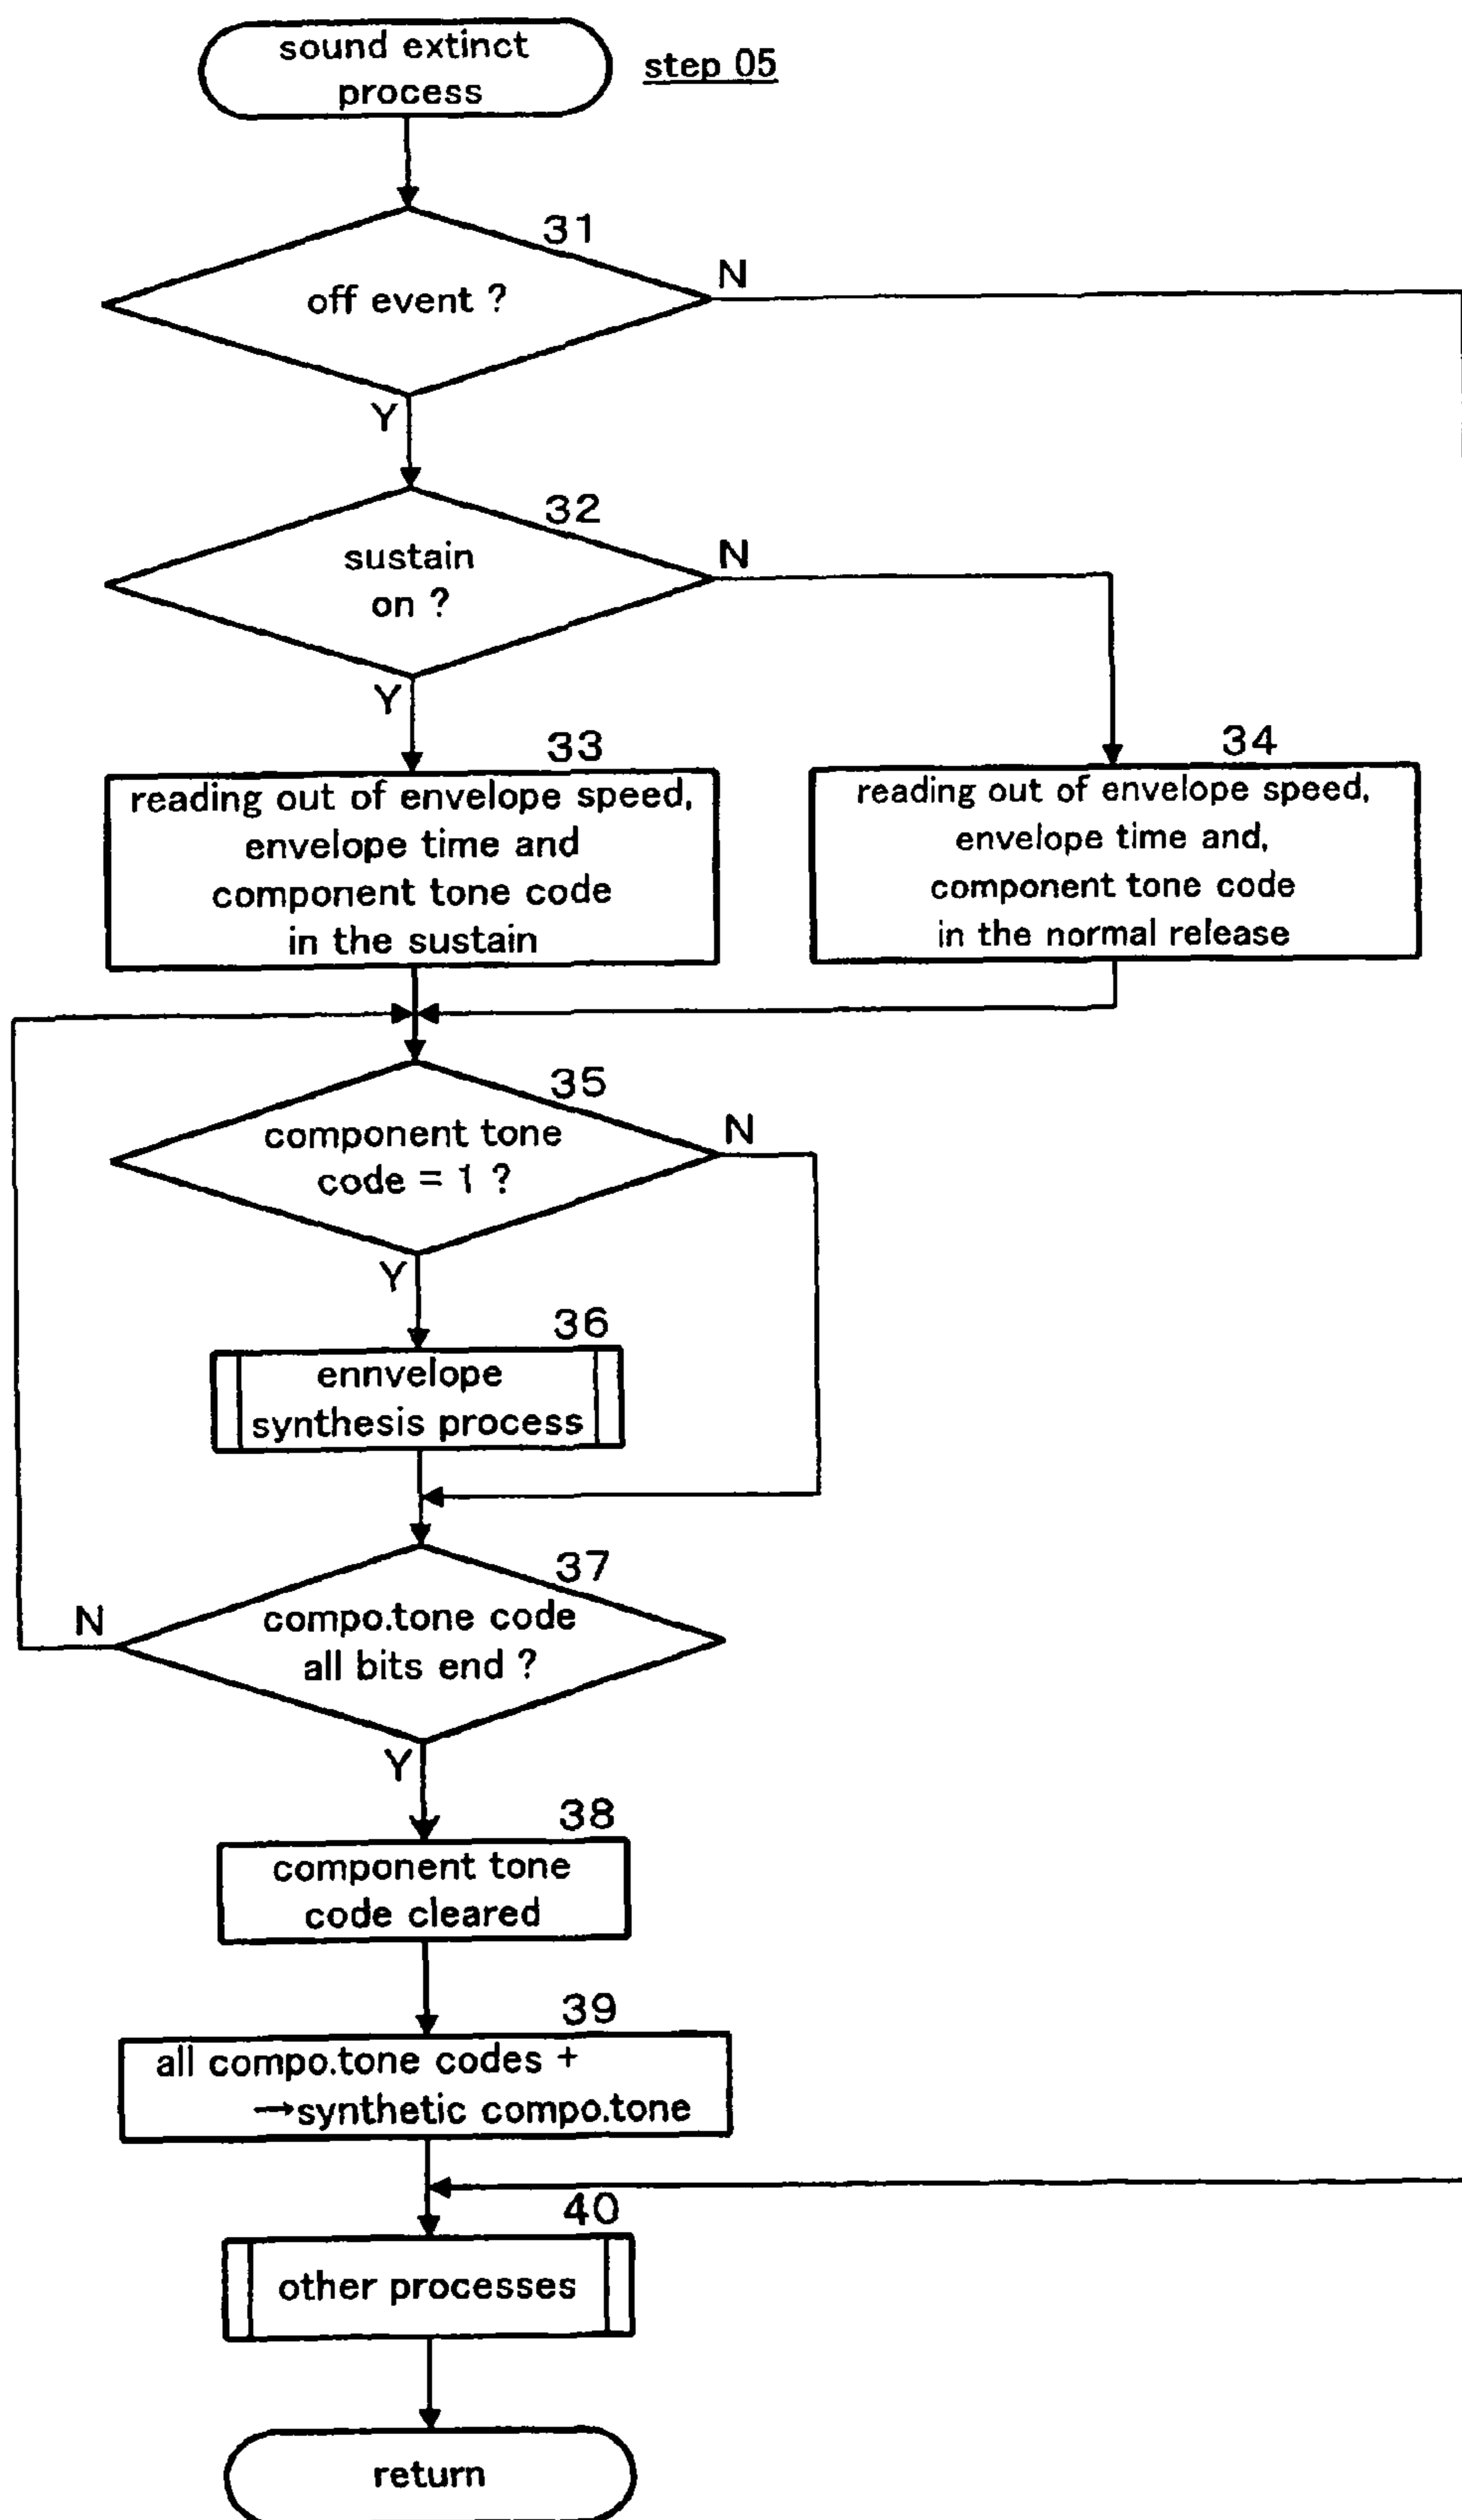 sound extinct
process
step 05
31
off event ?
N
Y
32
sustain
on ?
N
Y
33
reading out of envelope speed,
envelope time and
component tone code
in the sustain
34
reading out of envelope speed,
envelope time and,
component tone code
in the normal release
35
component tone
code = 1 ?
N
Y
36
ennvelope
synthesis process
37
compo.tone code
all bits end ?
N
Y
38
component tone
code cleared
39
all compo.tone codes +
→synthetic compo.tone
40
other processes
return